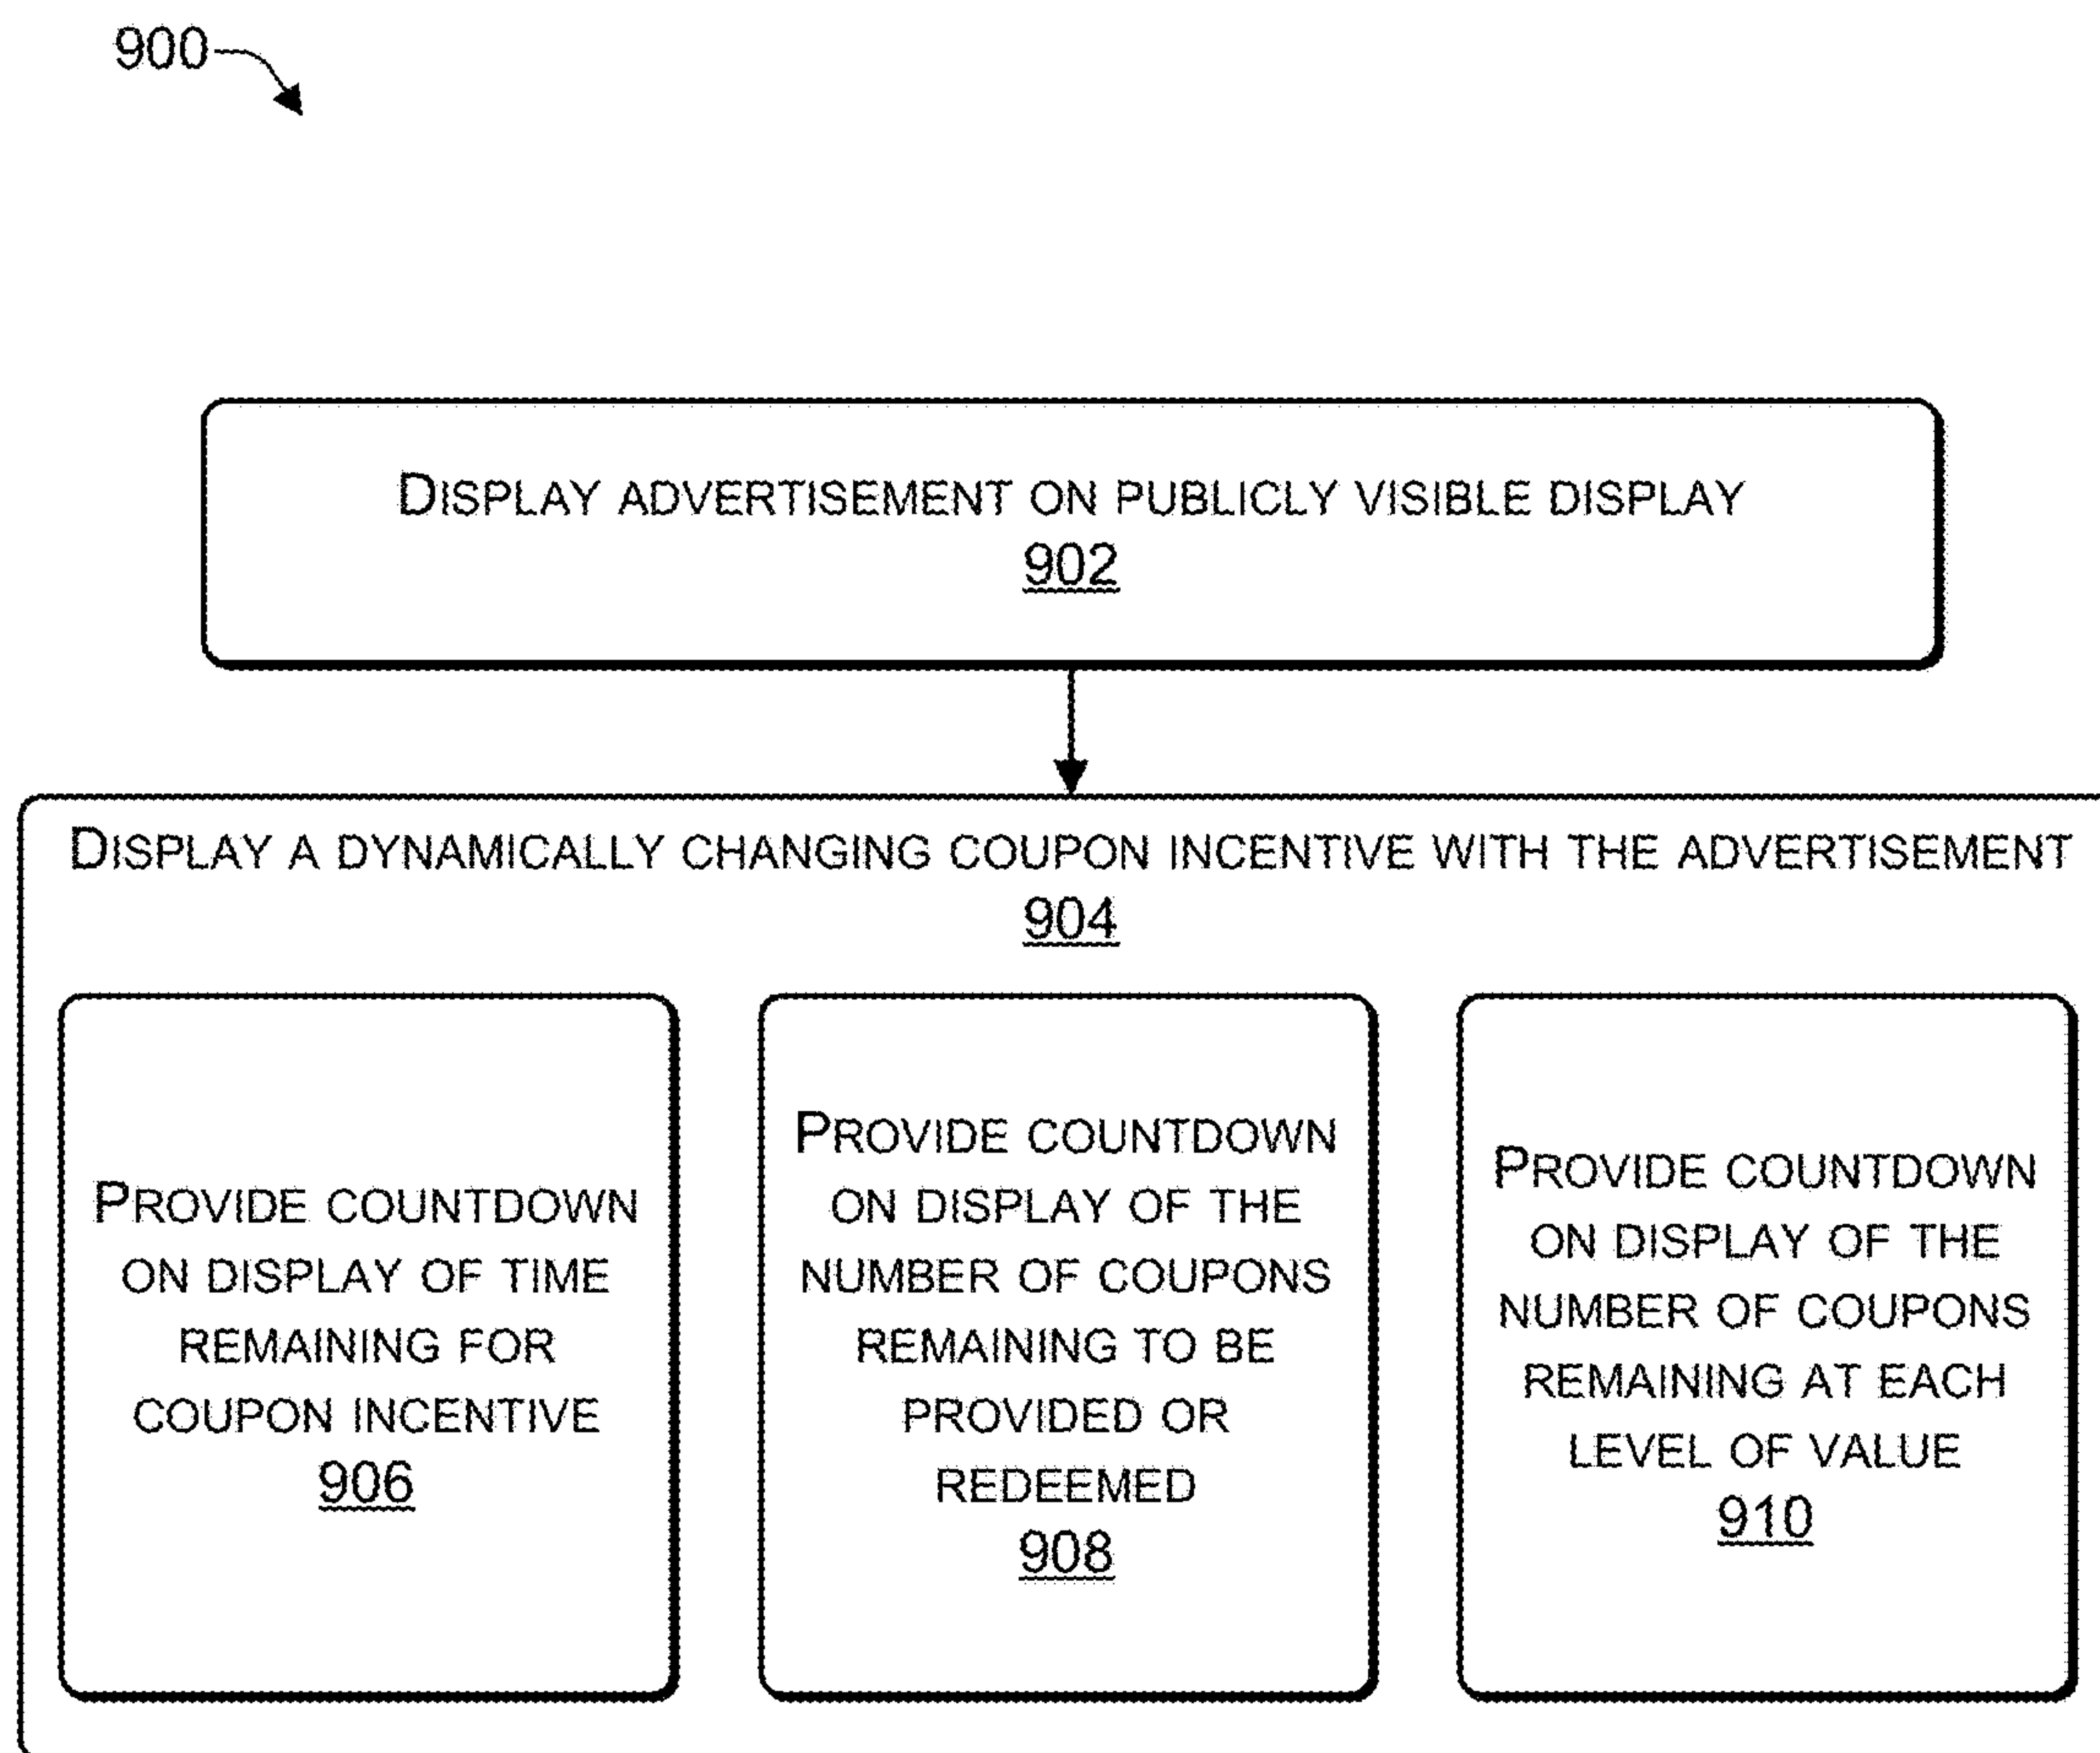 900
DISPLAY ADVERTISEMENT ON PUBLICLY VISIBLE DISPLAY
902
DISPLAY A DYNAMICALLY CHANGING COUPON INCENTIVE WITH THE ADVERTISEMENT
904
PROVIDE COUNTDOWN
ON DISPLAY OF TIME
REMAINING FOR
COUPON INCENTIVE
906
PROVIDE COUNTDOWN
ON DISPLAY OF THE
NUMBER OF COUPONS
REMAINING TO BE
PROVIDED OR
REDEEMED
908
PROVIDE COUNTDOWN
ON DISPLAY OF THE
NUMBER OF COUPONS
REMAINING AT EACH
LEVEL OF VALUE
910